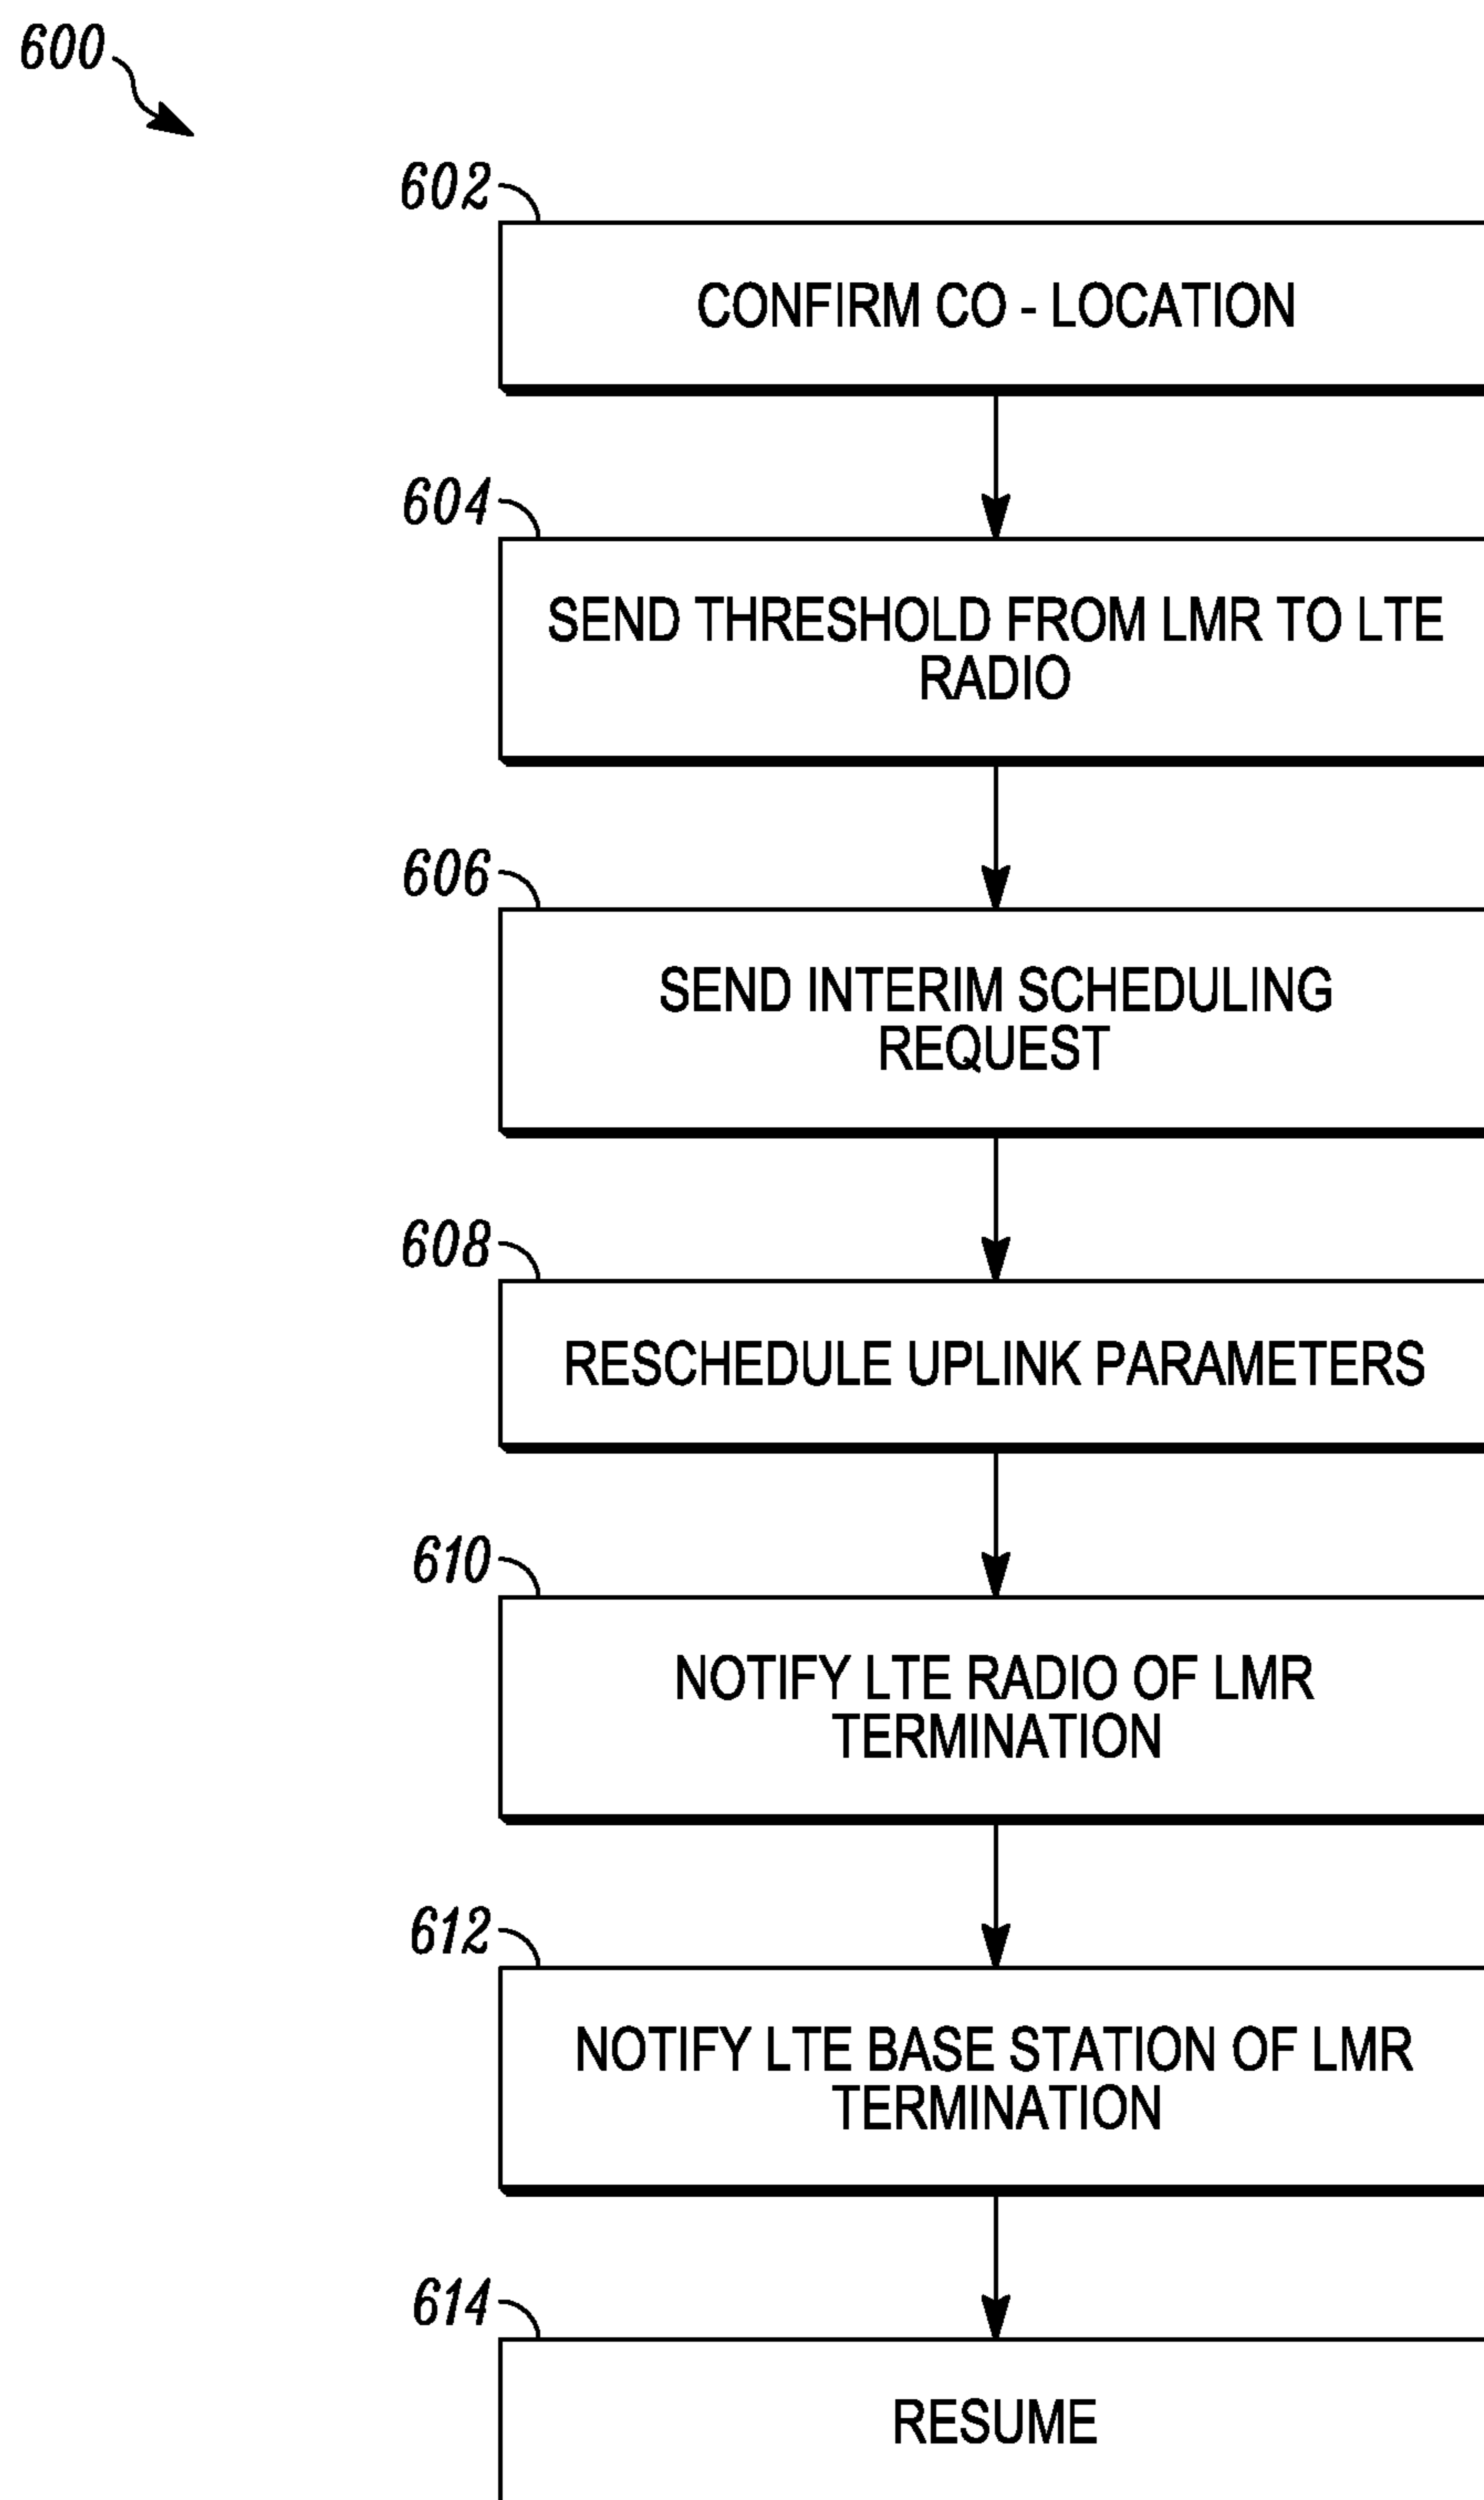 600
602
CONFIRM CO - LOCATION
604
SEND THRESHOLD FROM LMR TO LTE
RADIO
606
SEND INTERIM SCHEDULING
REQUEST
608
RESCHEDULE UPLINK PARAMETERS
610
NOTIFY LTE RADIO OF LMR
TERMINATION
612
NOTIFY LTE BASE STATION OF LMR
TERMINATION
614
RESUME